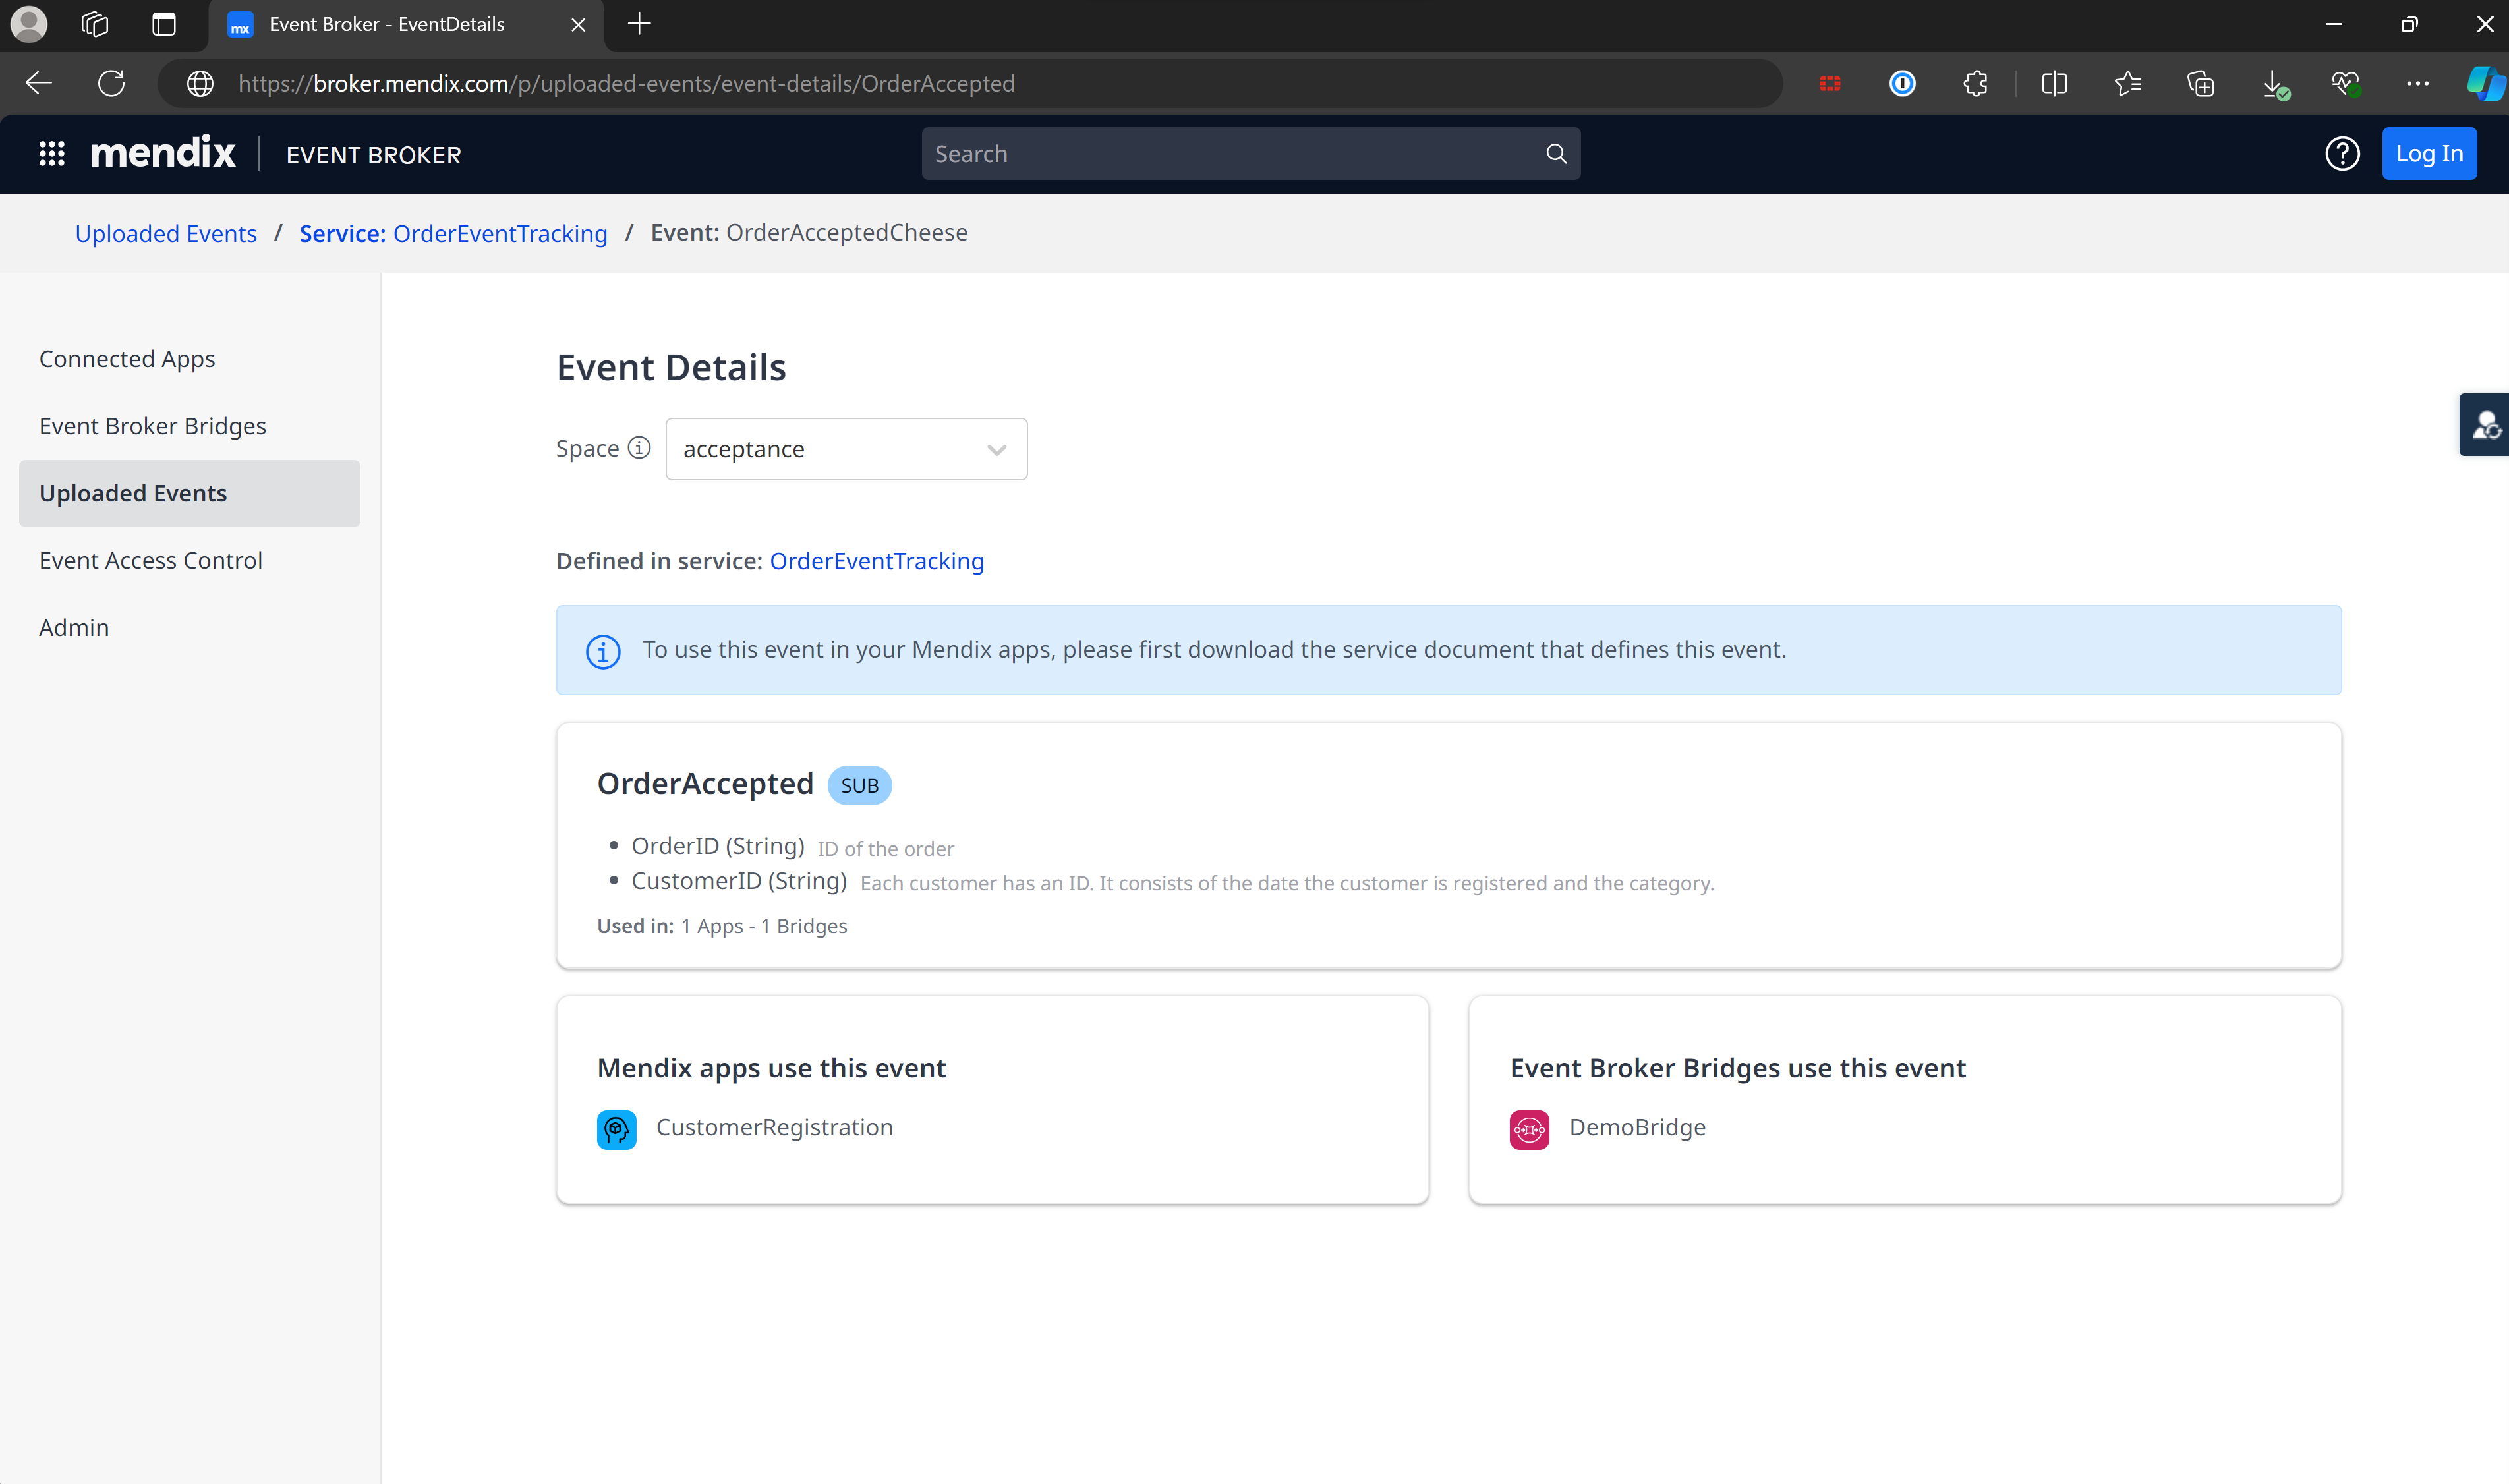 mx Event Broker - EventDetails
https://broker.mendix.com/p/uploaded-events/event-details/OrderAccepted
mendix EVENT BROKER
Search
Log In
Uploaded Events / Service: OrderEventTracking / Event: OrderAcceptedCheese
Connected Apps
Event Broker Bridges
Uploaded Events
Event Access Control
Admin
Event Details
Space acceptance
Defined in service: OrderEventTracking
To use this event in your Mendix apps, please first download the service document that defines this event.
OrderAccepted SUB
OrderID (String) ID of the order
CustomerID (String) Each customer has an ID. It consists of the date the customer is registered and the category.
Used in: 1 Apps - 1 Bridges
Mendix apps use this event
CustomerRegistration
Event Broker Bridges use this event
DemoBridge